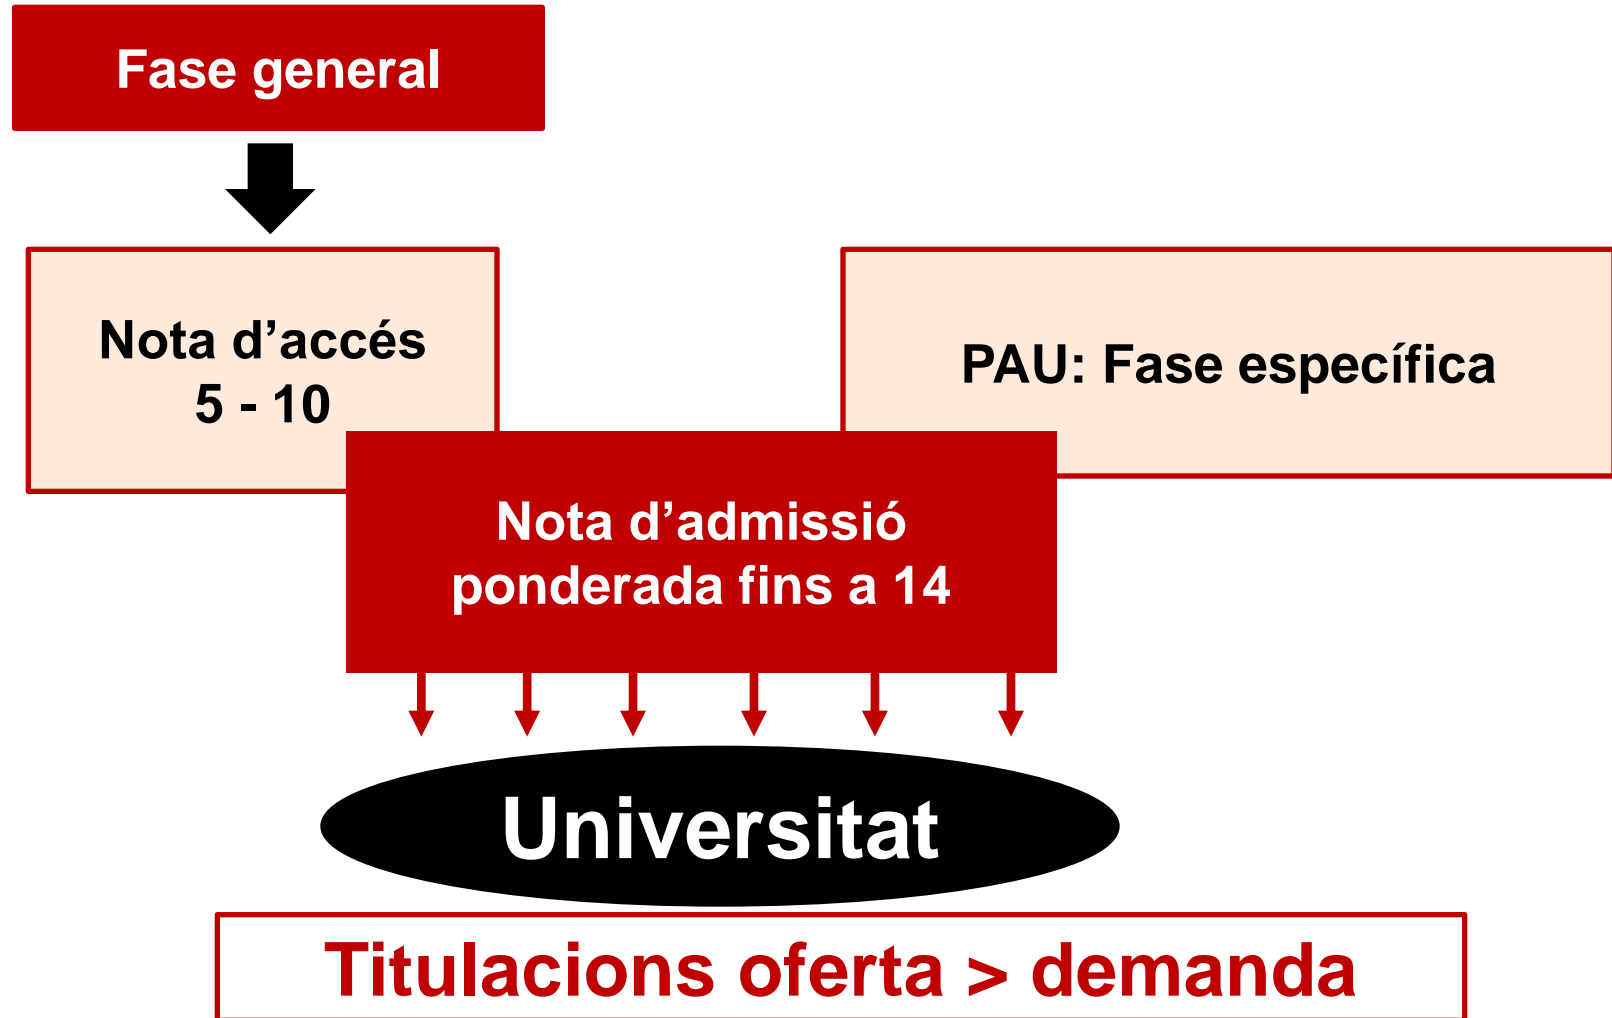 Fase general
Nota d’accés
5 - 10
PAU: Fase específica
Nota d’admissió
ponderada fins a 14
Universitat
Titulacions oferta > demanda